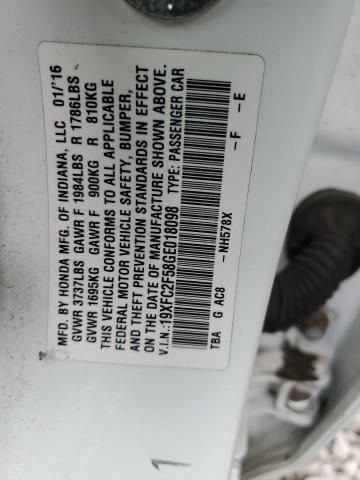 MFD. BY HONDA MFG. OF INDIANA, LLC 01/'16
GVWR 3737LBS GAWR F 1984LBS R 1786LBS
GVWR 1695KG GAWR F 900KG R 810KG
THIS VEHICLE CONFORMS TO ALL APPLICABLE
FEDERAL MOTOR VEHICLE SAFETY, BUMPER,
AND THEFT PREVENTION STANDARDS IN EFFECT
ON THE DATE OF MANUFACTURE SHOWN ABOVE.
V.I.N.:19XFC2F58GE018098 TYPE: PASSENGER CAR
TBA G AC8 – NH578X – F – E